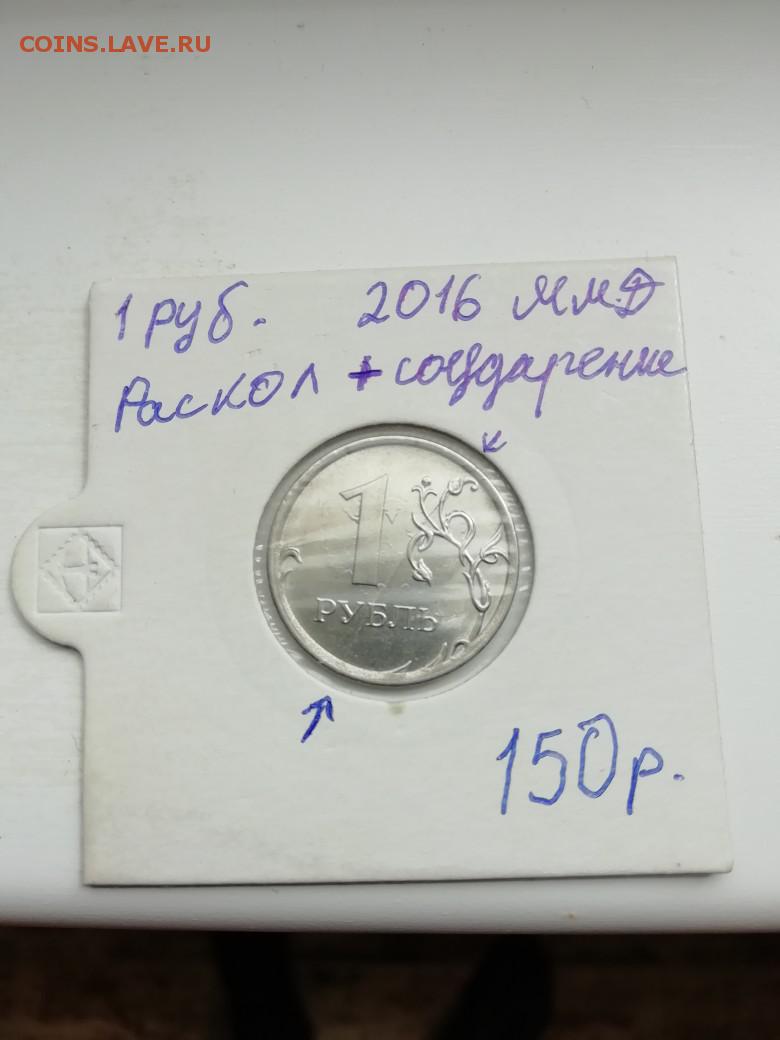 COINS.LAVE.RU
1 руб. 2016 ММД
Раскол + соударение
1
РУБЛЬ
150р.